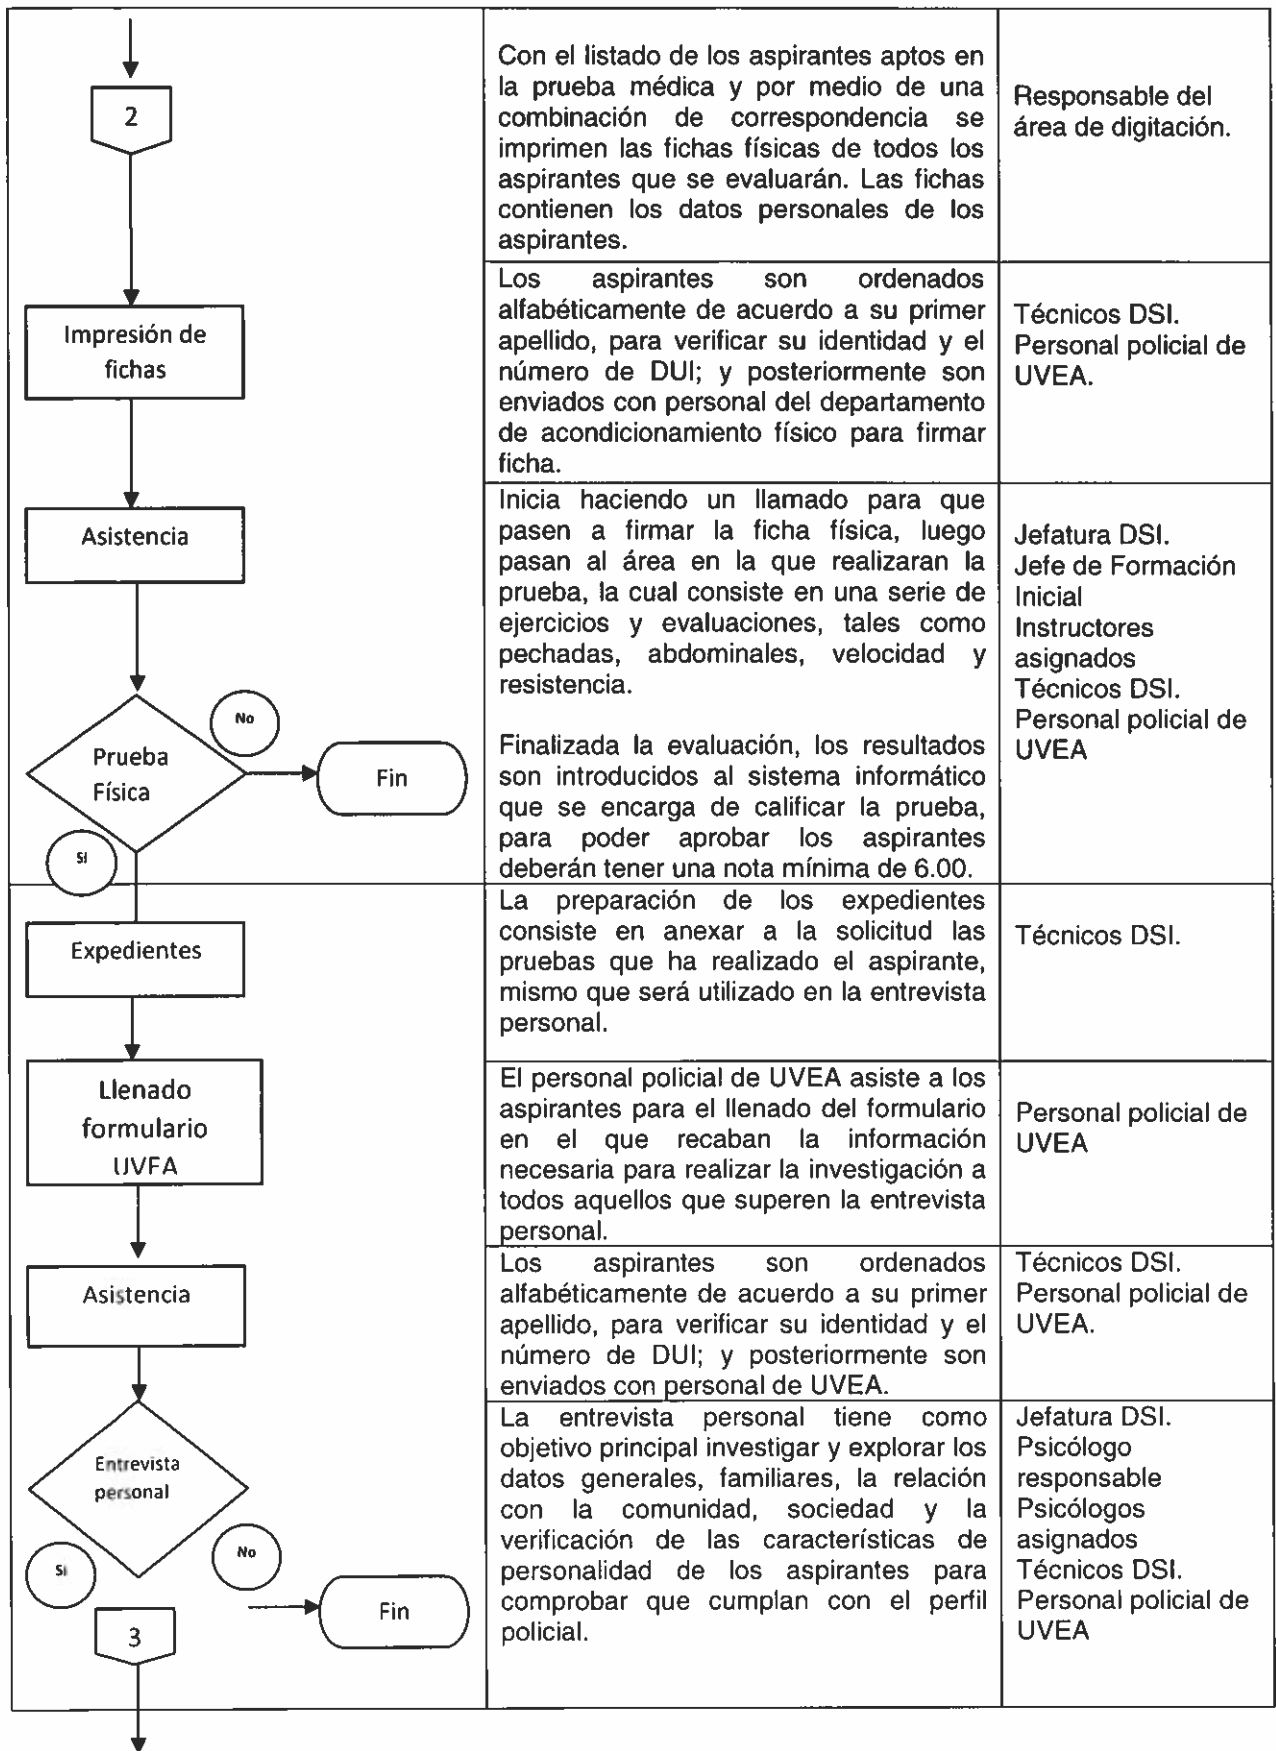 2
Con el listado de los aspirantes aptos en
la prueba médica y por medio de una
combinación de correspondencia se
imprimen las fichas físicas de todos los
aspirantes que se evaluarán. Las fichas
contienen los datos personales de los
aspirantes.
Responsable del
área de digitación.
Impresión de
fichas
Los aspirantes son ordenados
alfabéticamente de acuerdo a su primer
apellido, para verificar su identidad y el
número de DUI; y posteriormente son
enviados con personal del departamento
de acondicionamiento físico para firmar
ficha.
Técnicos DSI.
Personal policial de
UVEA.
Asistencia
Prueba
Física
No
Fin
Si
Inicia haciendo un llamado para que
pasen a firmar la ficha física, luego
pasan al área en la que realizaran la
prueba, la cual consiste en una serie de
ejercicios y evaluaciones, tales como
pechadas, abdominales, velocidad y
resistencia.
Finalizada la evaluación, los resultados
son introducidos al sistema informático
que se encarga de calificar la prueba,
para poder aprobar los aspirantes
deberán tener una nota mínima de 6.00.
Jefatura DSI.
Jefe de Formación
Inicial
Instructores
asignados
Técnicos DSI.
Personal policial de
UVEA
Expedientes
La preparación de los expedientes
consiste en anexar a la solicitud las
pruebas que ha realizado el aspirante,
mismo que será utilizado en la entrevista
personal.
Técnicos DSI.
Llenado
formulario
UVFA
El personal policial de UVEA asiste a los
aspirantes para el llenado del formulario
en el que recaban la información
necesaria para realizar la investigación a
todos aquellos que superen la entrevista
personal.
Personal policial de
UVEA
Asistencia
Los aspirantes son ordenados
alfabéticamente de acuerdo a su primer
apellido, para verificar su identidad y el
número de DUI; y posteriormente son
enviados con personal de UVEA.
Técnicos DSI.
Personal policial de
UVEA.
Entrevista
personal
Si
No
Fin
3
La entrevista personal tiene como
objetivo principal investigar y explorar los
datos generales, familiares, la relación
con la comunidad, sociedad y la
verificación de las características de
personalidad de los aspirantes para
comprobar que cumplan con el perfil
policial.
Jefatura DSI.
Psicólogo
responsable
Psicólogos
asignados
Técnicos DSI.
Personal policial de
UVEA